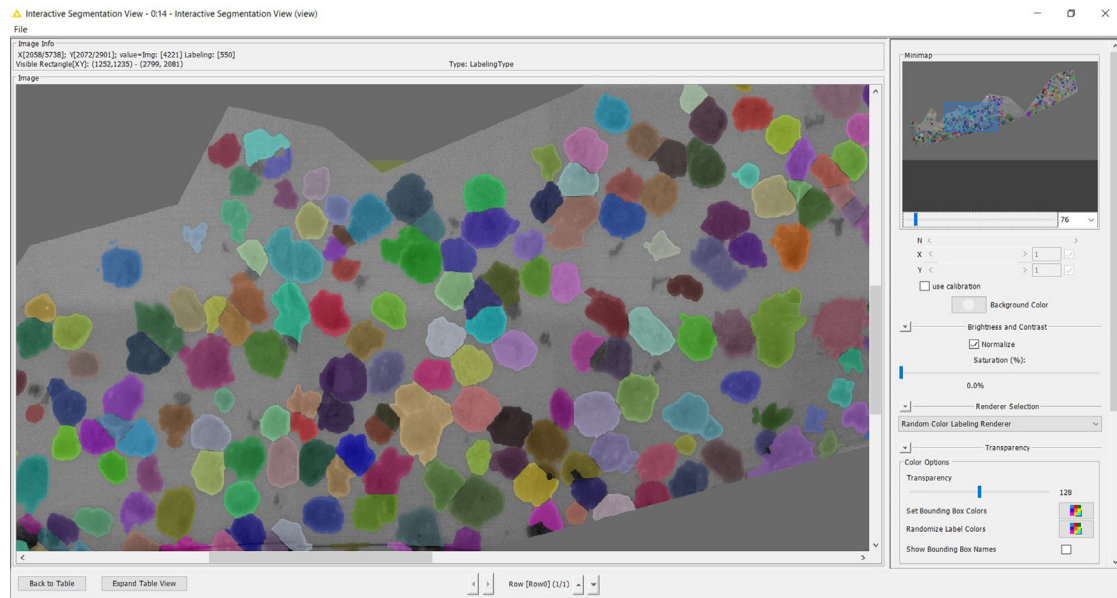 Interactive Segmentation View - 0:14 - Interactive Segmentation View (view)
File
Image Info
X[2058/5738]; Y[2072/2901]; value=Img: [4221] Labeling: [550]
Visible Rectangle[XY]: (1252,1235) - (2799, 2081)
Type: LabelingType
Image
Minimap
76
N
X
1
Y
1
use calibration
Background Color
Brightness and Contrast
Normalize
Saturation (%):
0.0%
Renderer Selection
Random Color Labeling Renderer
Transparency
Color Options
Transparency
128
Set Bounding Box Colors
Randomize Label Colors
Show Bounding Box Names
Back to Table
Expand Table View
Row [Row0] (1/1)